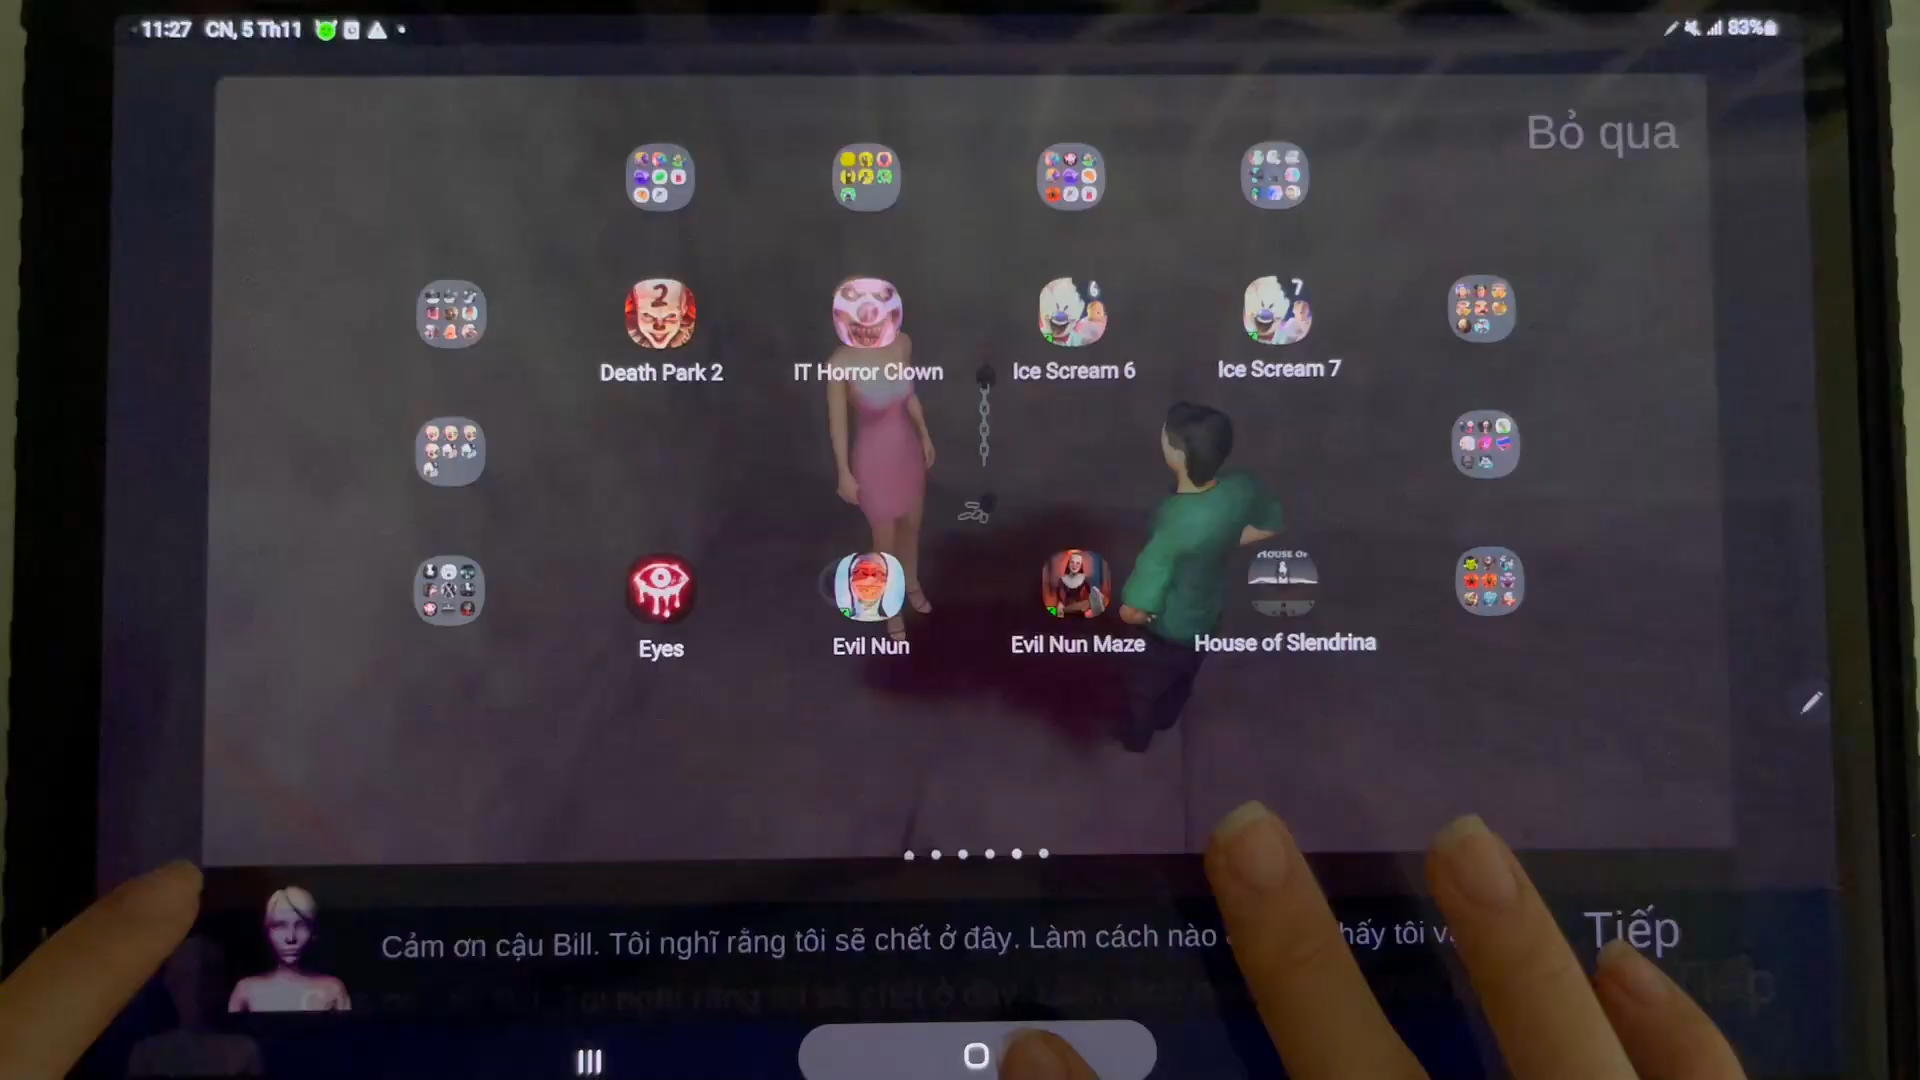 11:27 CN, 5 Th11
83%
Bỏ qua
Death Park 2
IT Horror Clown
Ice Scream 6
Ice Scream 7
Eyes
Evil Nun
Evil Nun Maze
House of Slendrina
Cảm ơn cậu Bill. Tôi nghĩ rằng tôi sẽ chết ở đây. Làm cách nào hấy tôi v
Tiếp